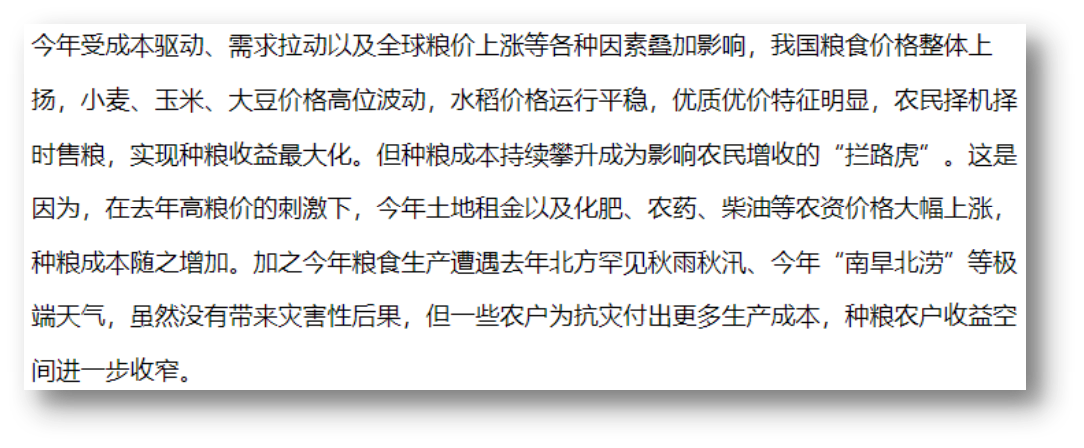 今年受成本驱动、需求拉动以及全球粮价上涨等各种因素叠加影响，我国粮食价格整体上
扬，小麦、玉米、大豆价格高位波动，水稻价格运行平稳，优质优价特征明显，农民择机择
时售粮，实现种粮收益最大化。但种粮成本持续攀升成为影响农民增收的“拦路虎”。这是
因为，在去年高粮价的刺激下，今年土地租金以及化肥、农药、柴油等农资价格大幅上涨，
种粮成本随之增加。加之今年粮食生产遭遇去年北方罕见秋雨秋汛、今年“南旱北涝”等极
端天气，虽然没有带来灾害性后果，但一些农户为抗灾付出更多生产成本，种粮农户收益空
间进一步收窄。